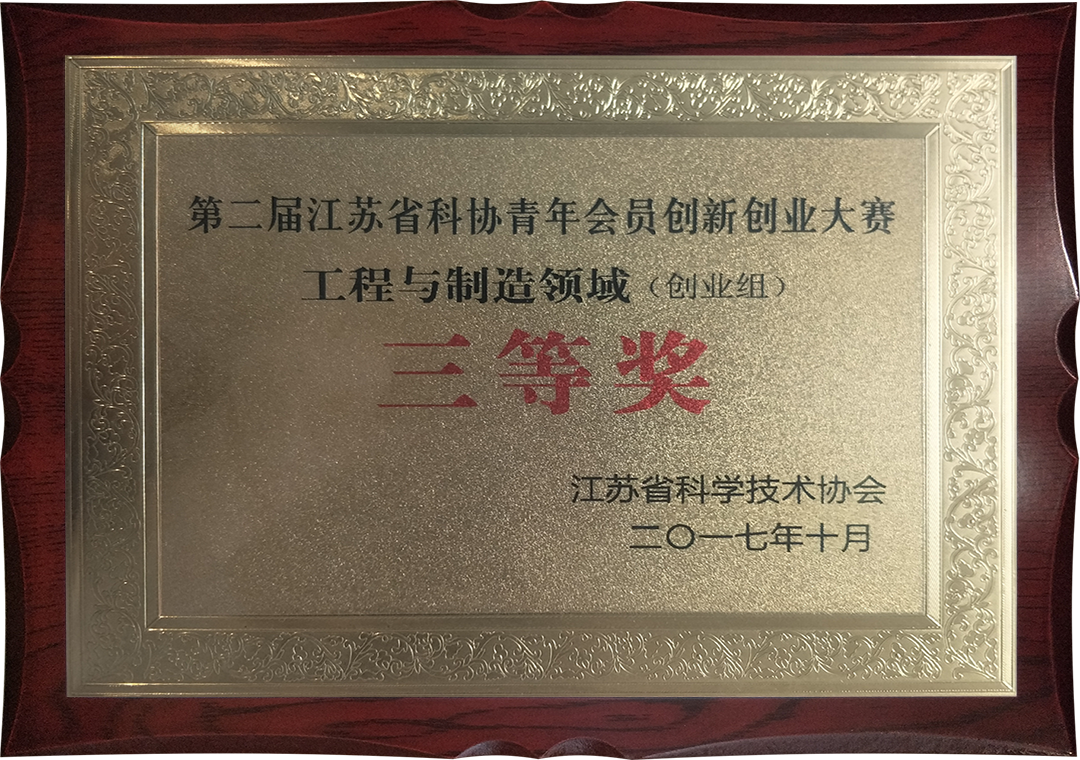 第二届江苏省科协青年会员创新创业大赛
工程与制造领域（创业组）
三等奖
江苏省科学技术协会
二〇一七年十月